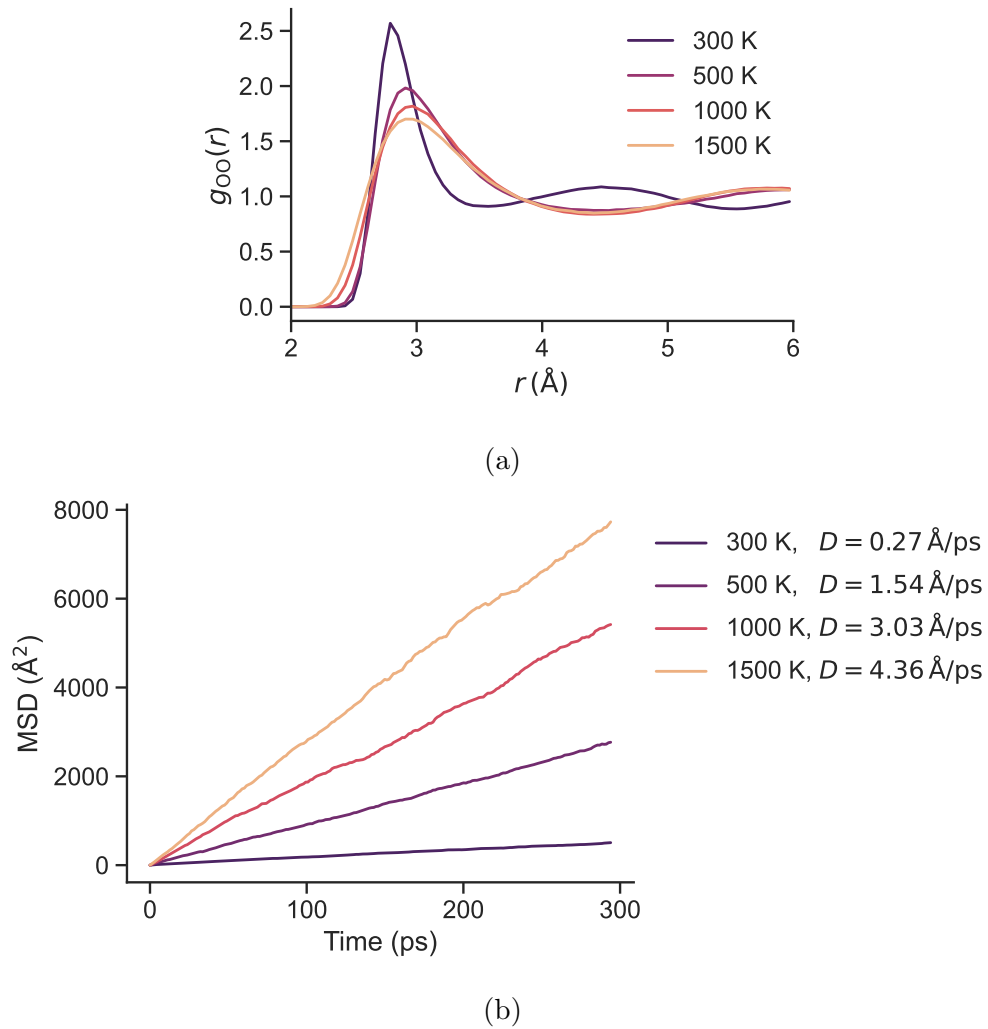 2.5
2.0
1.5
1.0
0.5
0.0
g_OO(r)
300 K
500 K
1000 K
1500 K
2 3 4 5 6
r (Å)
(a)
8000
6000
4000
2000
0
MSD (Å²)
300 K, D = 0.27 Å/ps
500 K, D = 1.54 Å/ps
1000 K, D = 3.03 Å/ps
1500 K, D = 4.36 Å/ps
0 100 200 300
Time (ps)
(b)